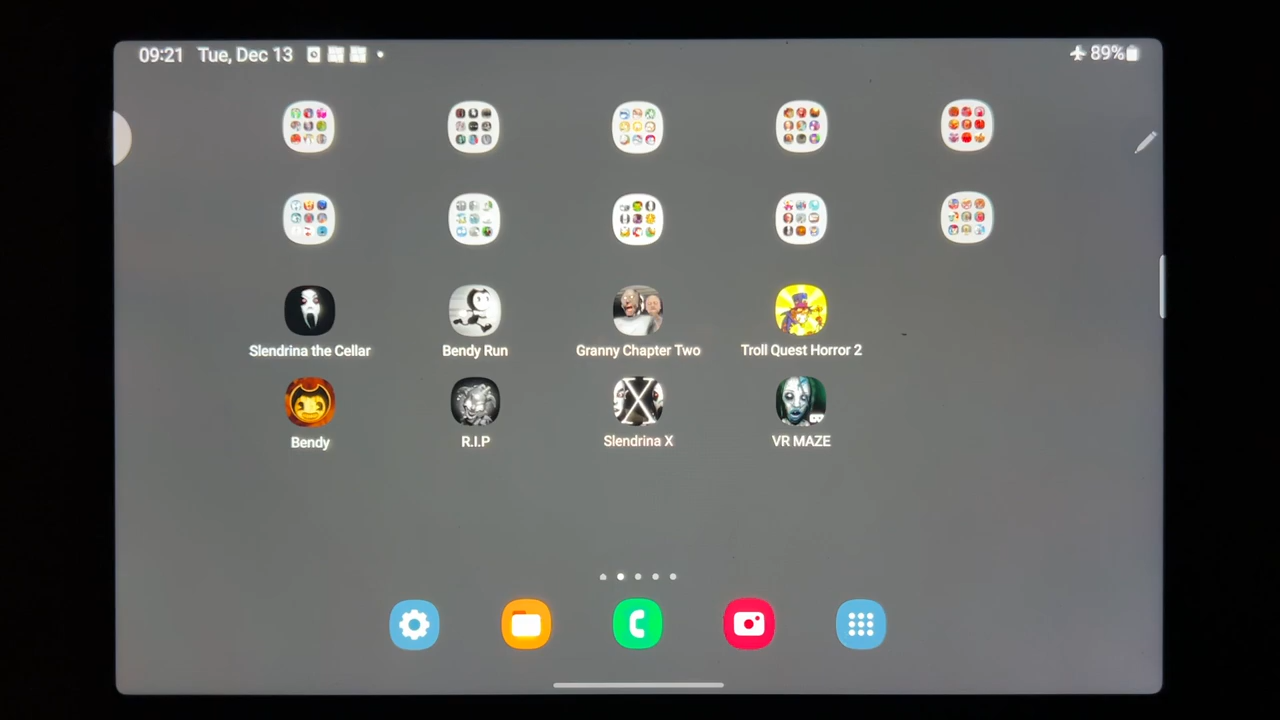 09:21 Tue, Dec 13 89%
Slendrina the Cellar Bendy Run Granny Chapter Two Troll Quest Horror 2
Bendy R.I.P Slendrina X VR MAZE